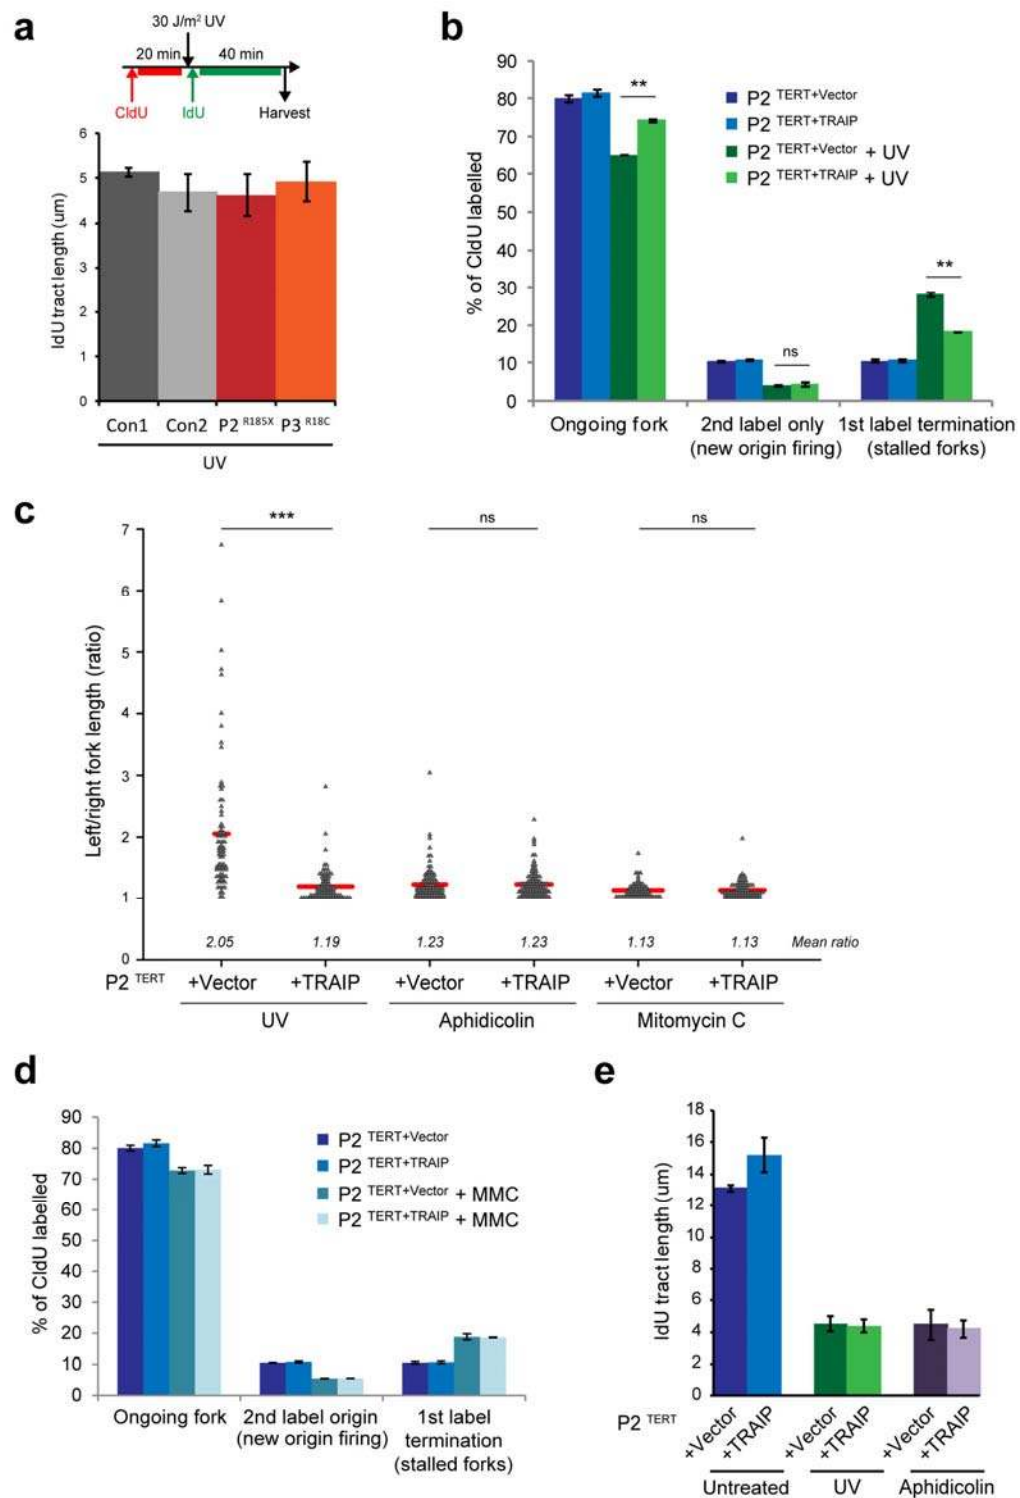 a
30 J/m² UV
20 min
40 min
CldU
IdU
Harvest
IdU tract length (um)
6
5
4
3
2
1
0
Con1 Con2 P2 R185X P3 R18C
UV
b
% of CldU labelled
90
80
70
60
50
40
30
20
10
0
**
ns
**
P2 TERT+Vector
P2 TERT+TRAIP
P2 TERT+Vector + UV
P2 TERT+TRAIP + UV
Ongoing fork
2nd label only
(new origin firing)
1st label termination
(stalled forks)
c
Left/right fork length (ratio)
7
6
5
4
3
2
1
0
*** ns ns
2.05 1.19 1.23 1.23 1.13 1.13 Mean ratio
P2 TERT +Vector +TRAIP +Vector +TRAIP +Vector +TRAIP
UV Aphidicolin Mitomycin C
d
% of CldU labelled
90
80
70
60
50
40
30
20
10
0
P2 TERT+Vector
P2 TERT+TRAIP
P2 TERT+Vector + MMC
P2 TERT+TRAIP + MMC
Ongoing fork
2nd label origin
(new origin firing)
1st label
termination
(stalled forks)
e
IdU tract length (um)
18
16
14
12
10
8
6
4
2
0
P2 TERT +Vector +TRAIP +Vector +TRAIP +Vector +TRAIP
Untreated UV Aphidicolin